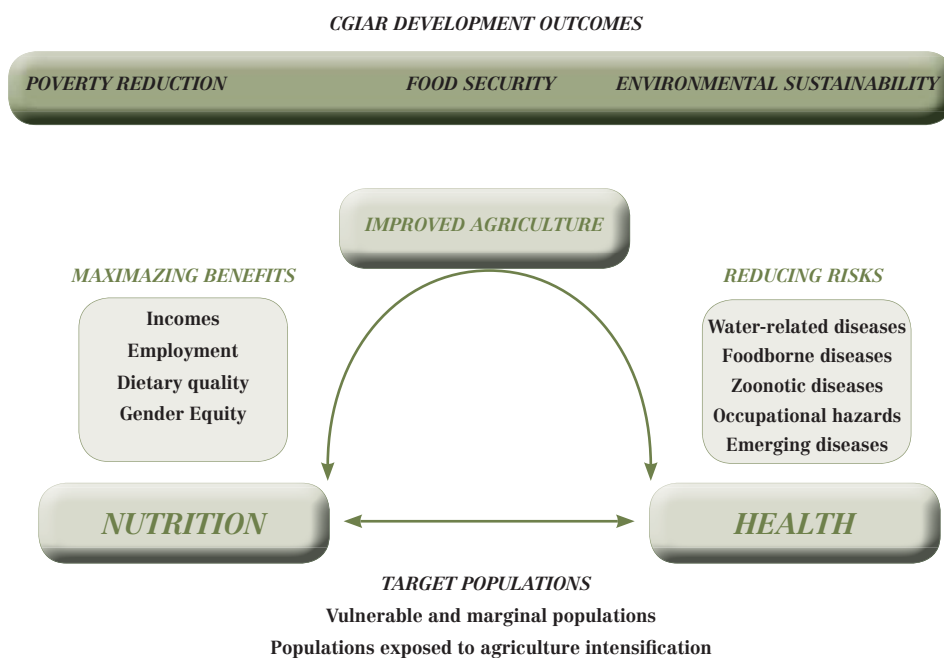 CGIAR DEVELOPMENT OUTCOMES
POVERTY REDUCTION FOOD SECURITY ENVIRONMENTAL SUSTAINABILITY
IMPROVED AGRICULTURE
MAXIMAZING BENEFITS
Incomes
Employment
Dietary quality
Gender Equity
REDUCING RISKS
Water-related diseases
Foodborne diseases
Zoonotic diseases
Occupational hazards
Emerging diseases
NUTRITION
HEALTH
TARGET POPULATIONS
Vulnerable and marginal populations
Populations exposed to agriculture intensification